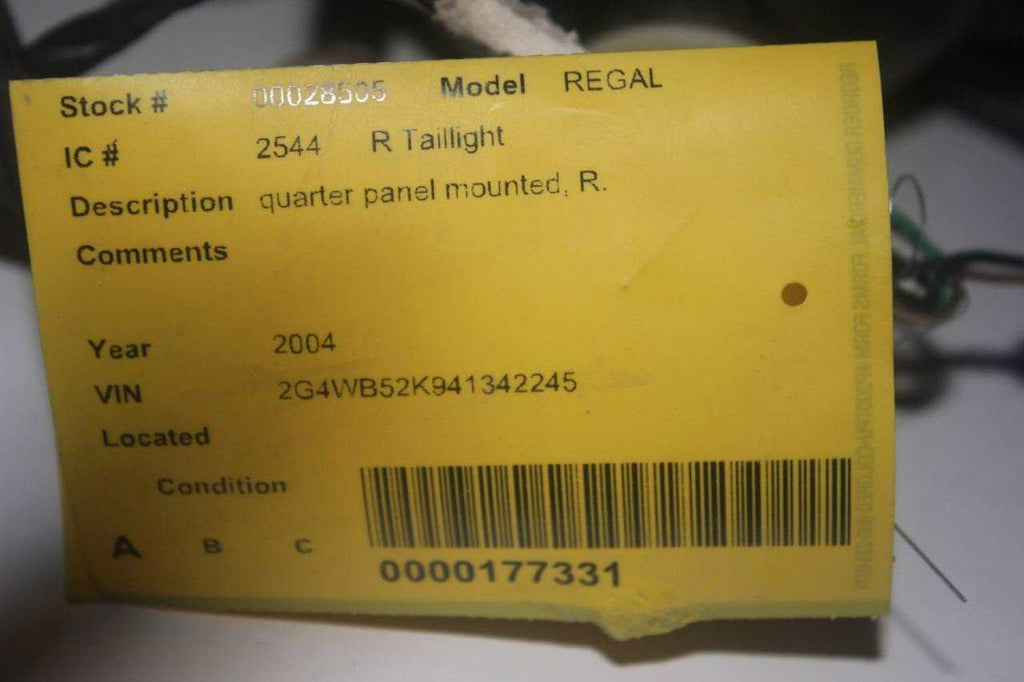 Stock # 00028505 Model REGAL
IC # 2544 R Taillight
Description quarter panel mounted, R.
Comments
Year 2004
VIN 2G4WB52K941342245
Located
Condition
A B C
0000177331